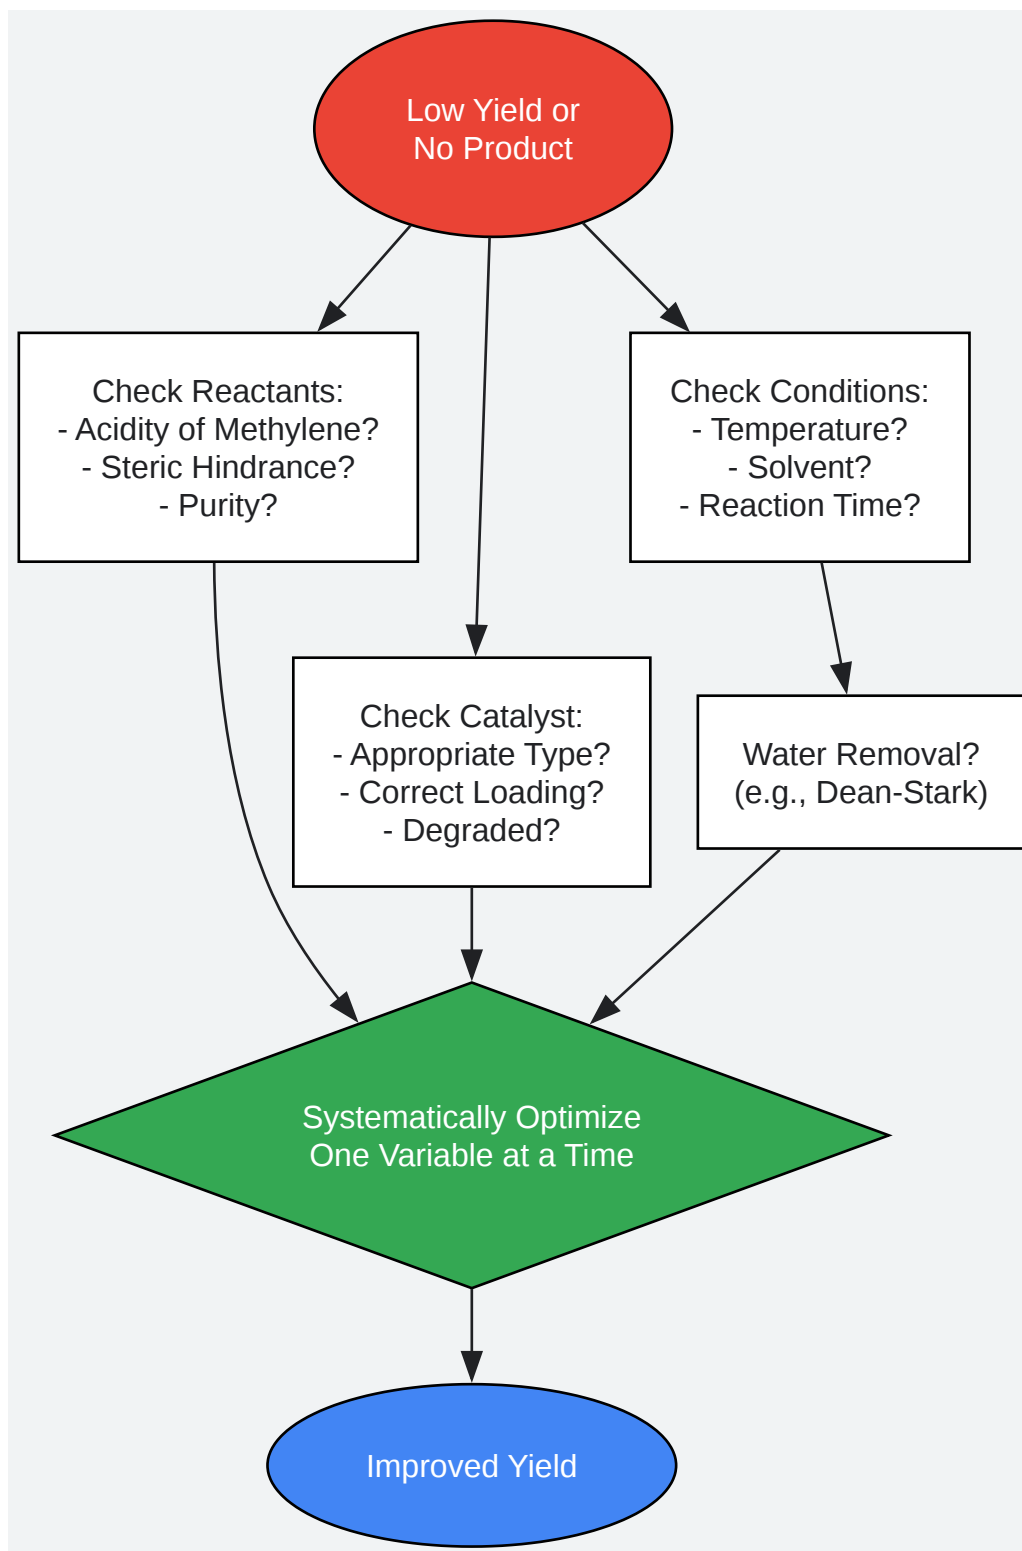 Low Yield or
No Product
Check Reactants:
- Acidity of Methylene?
- Steric Hindrance?
- Purity?
Check Conditions:
- Temperature?
- Solvent?
- Reaction Time?
Check Catalyst:
- Appropriate Type?
- Correct Loading?
- Degraded?
Water Removal?
(e.g., Dean-Stark)
Systematically Optimize
One Variable at a Time
Improved Yield